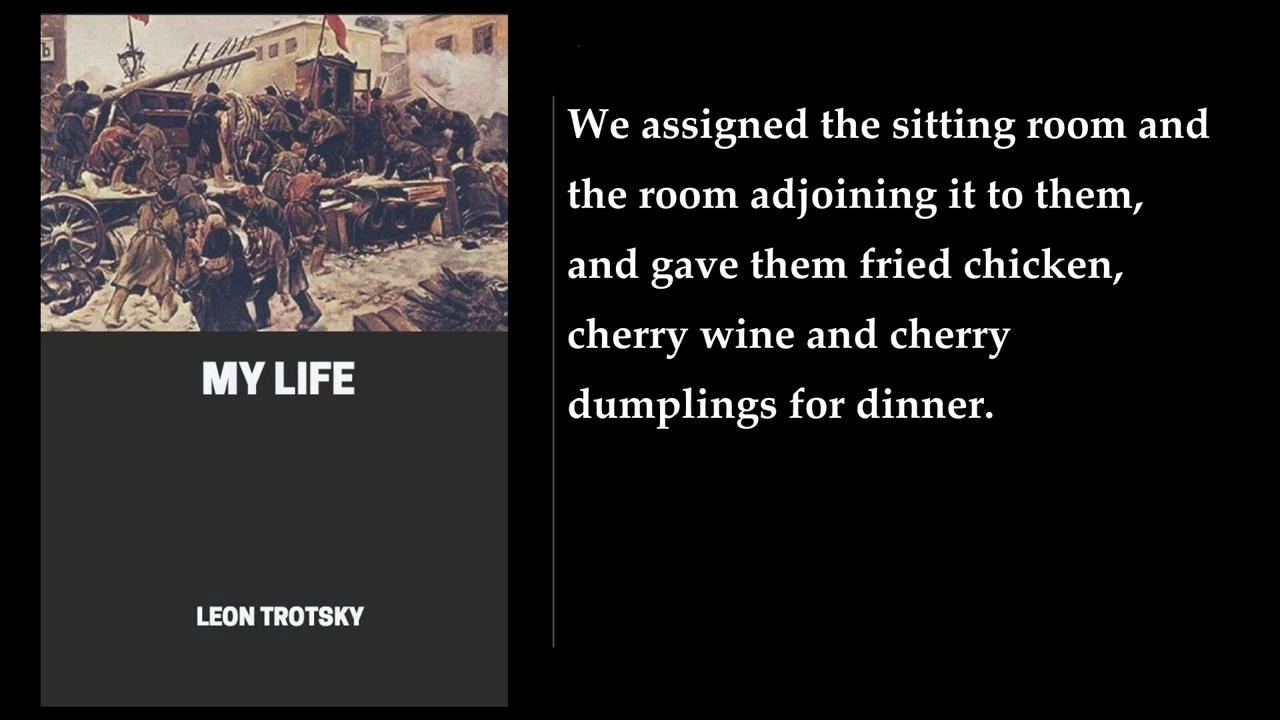 MY LIFE
LEON TROTSKY
We assigned the sitting room and
the room adjoining it to them,
and gave them fried chicken,
cherry wine and cherry
dumplings for dinner.